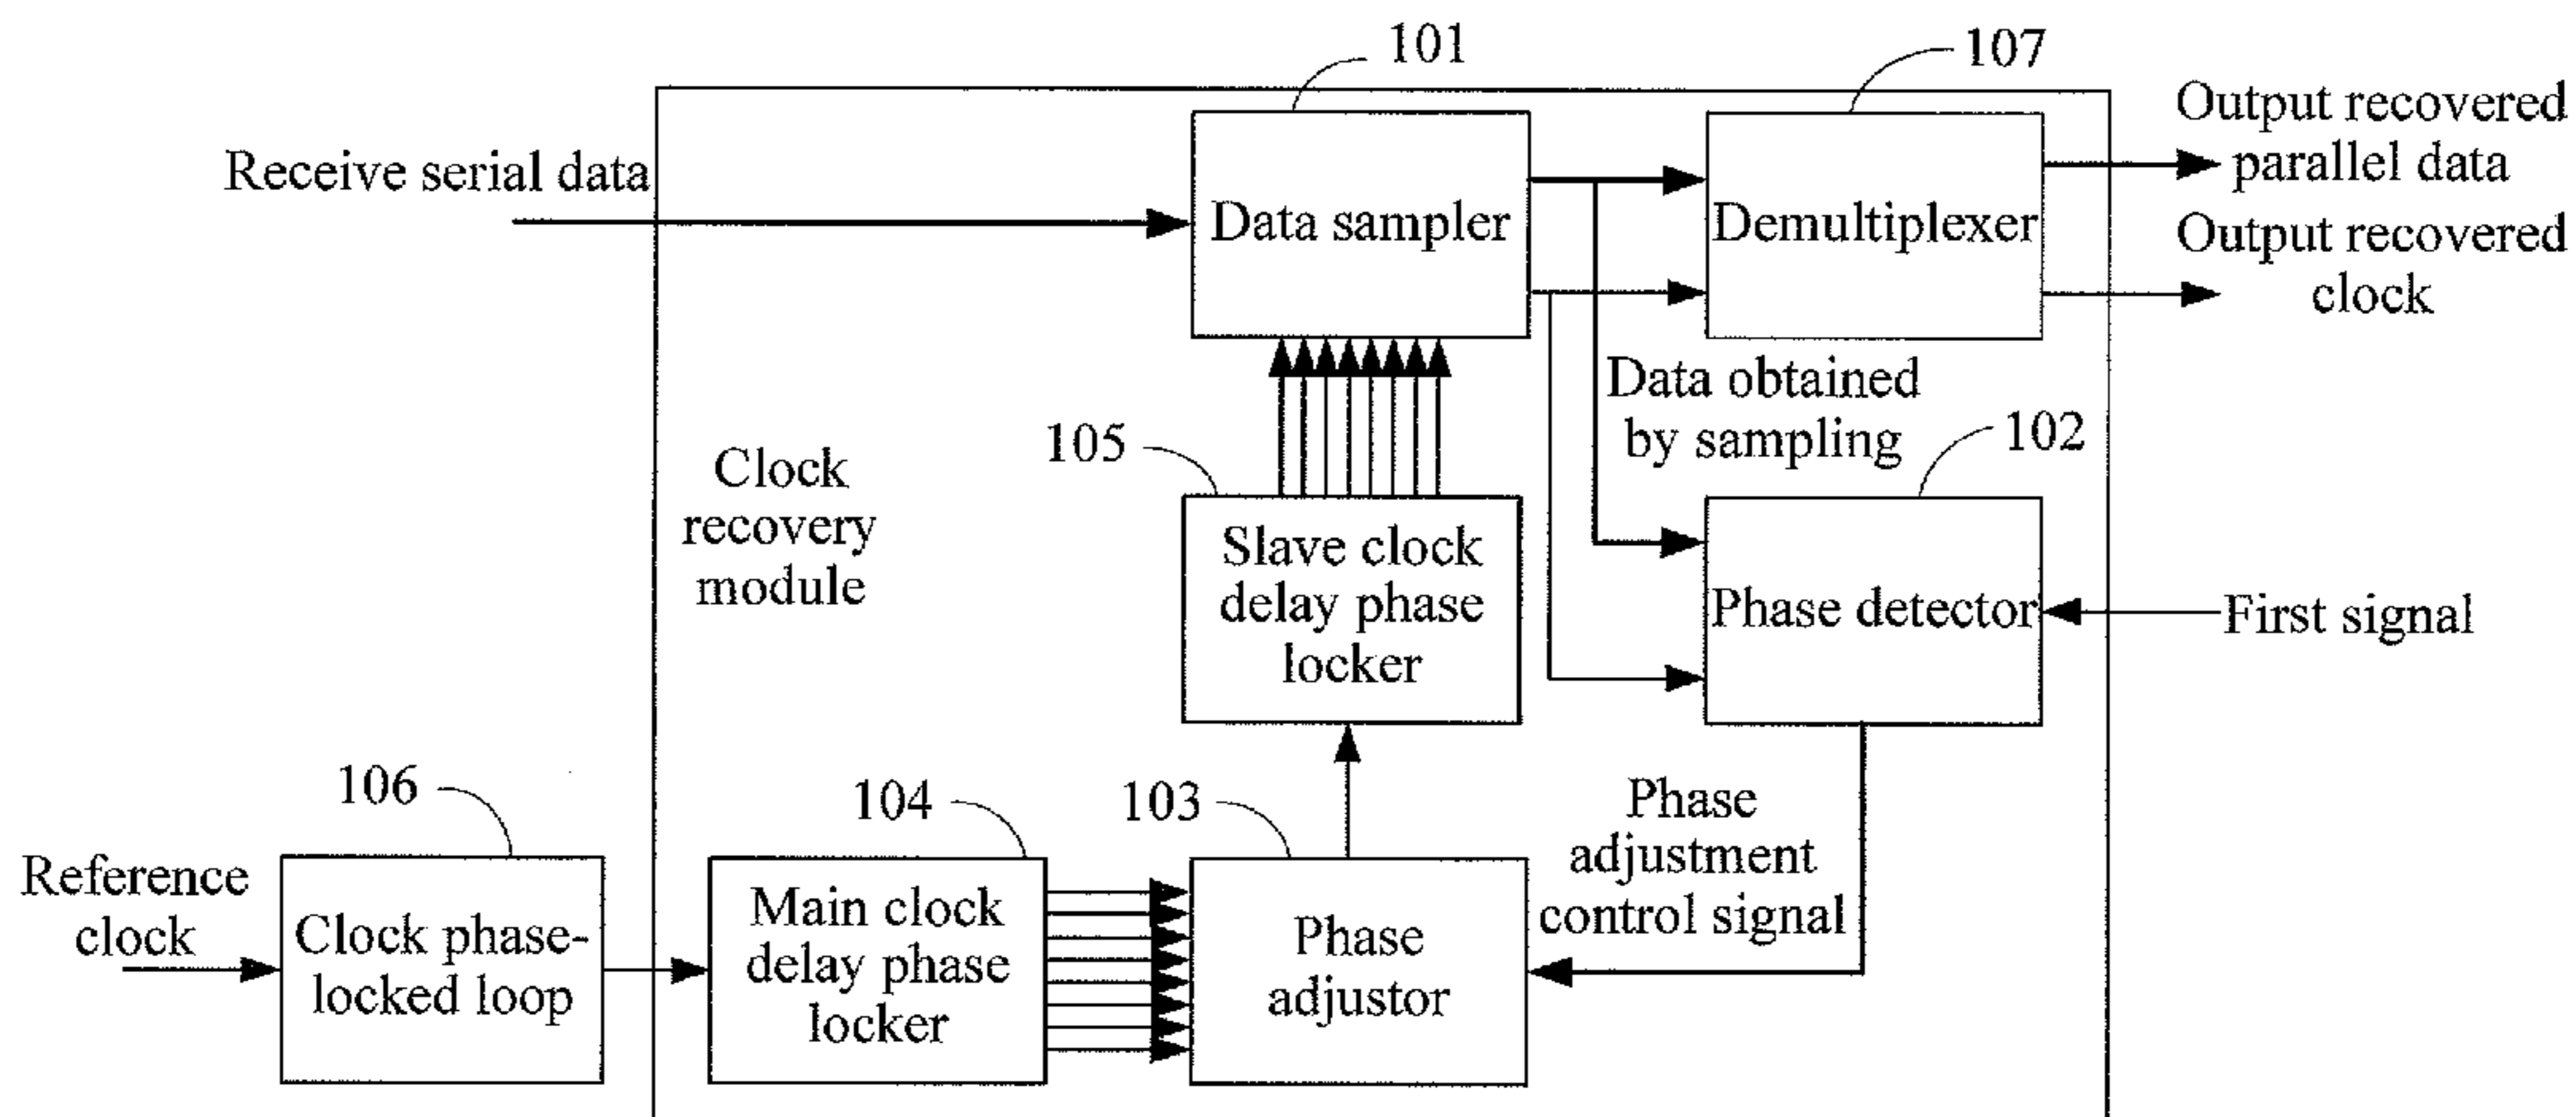 101
107
Output recovered
parallel data
Receive serial data
Data sampler
Demultiplexer
Output recovered
clock
Data obtained
by sampling
105
102
Clock
recovery
module
Slave clock
delay phase
locker
Phase detector
First signal
106
104
103
Phase
adjustment
control signal
Reference
clock
Clock phase-
locked loop
Main clock
delay phase
locker
Phase
adjustor